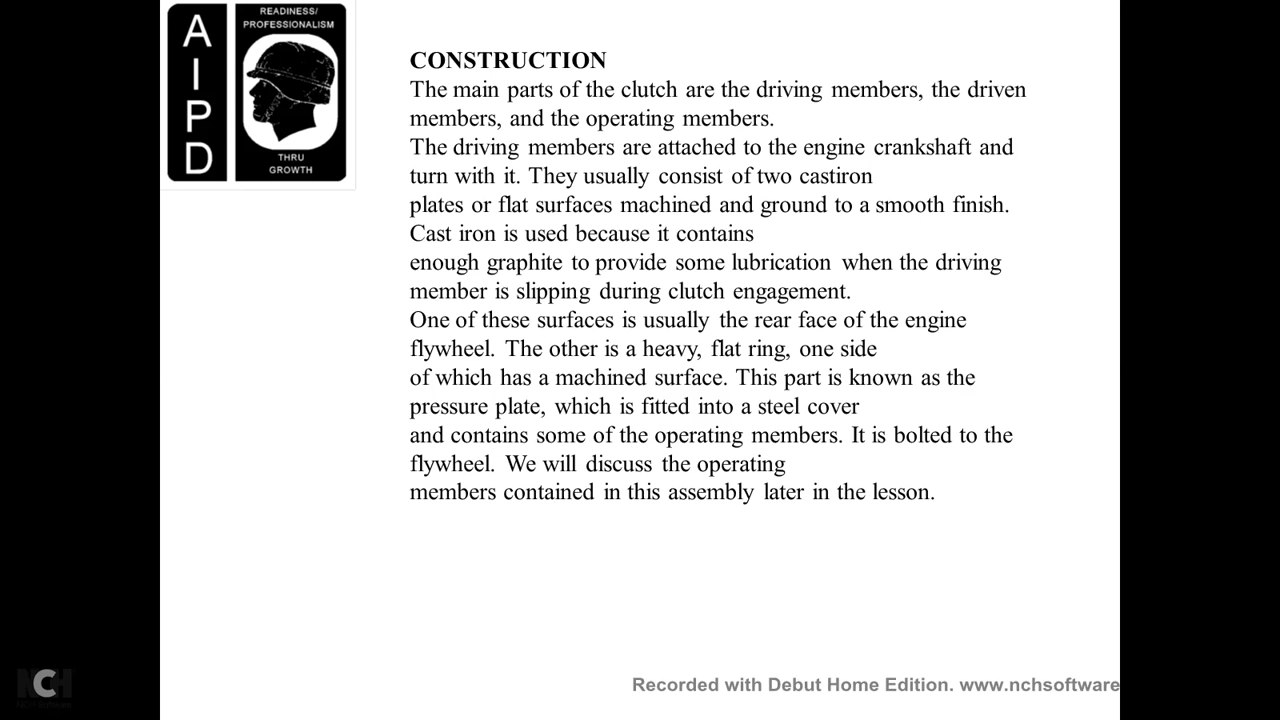 READINESS/
PROFESSIONALISM
A
I
P
D
THRU
GROWTH
CONSTRUCTION
The main parts of the clutch are the driving members, the driven
members, and the operating members.
The driving members are attached to the engine crankshaft and
turn with it. They usually consist of two castiron
plates or flat surfaces machined and ground to a smooth finish.
Cast iron is used because it contains
enough graphite to provide some lubrication when the driving
member is slipping during clutch engagement.
One of these surfaces is usually the rear face of the engine
flywheel. The other is a heavy, flat ring, one side
of which has a machined surface. This part is known as the
pressure plate, which is fitted into a steel cover
and contains some of the operating members. It is bolted to the
flywheel. We will discuss the operating
members contained in this assembly later in the lesson.
NCH
NCH Software
Recorded with Debut Home Edition. www.nchsoftware